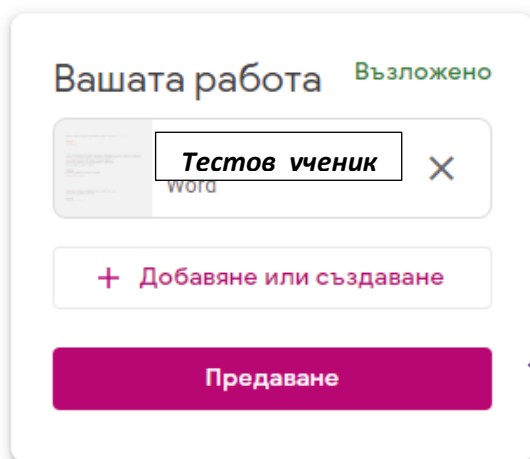 Вашата работа
Възложено
Тестов ученик
Word
+ Добавяне или създаване
Предаване